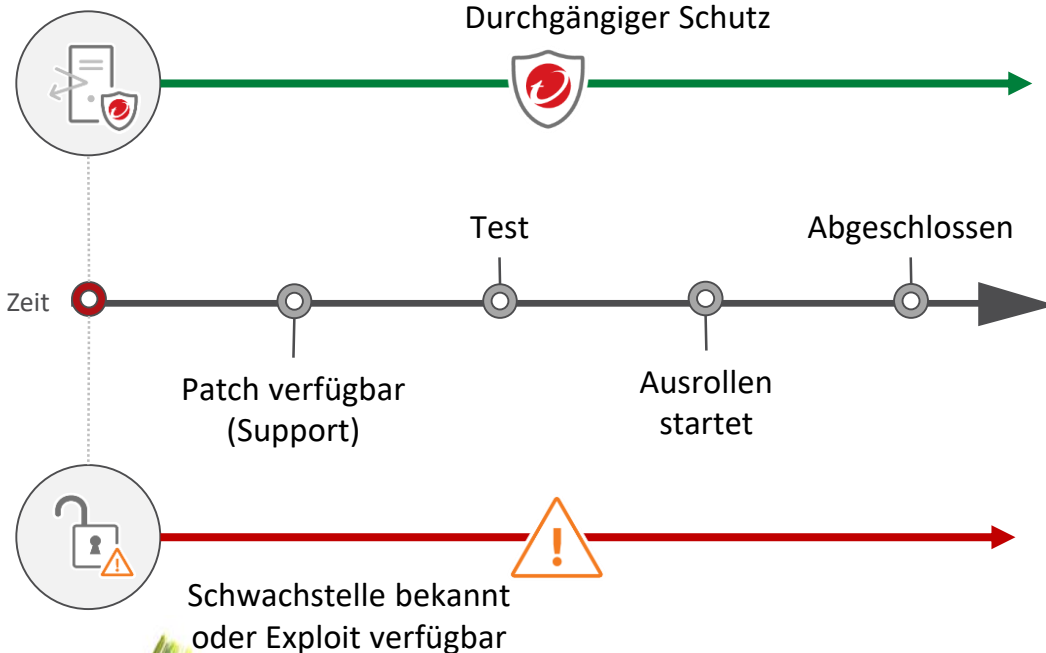 Durchgängiger Schutz
Test
Abgeschlossen
Zeit
Patch verfügbar
(Support)
Ausrollen
startet
Schwachstelle bekannt
oder Exploit verfügbar